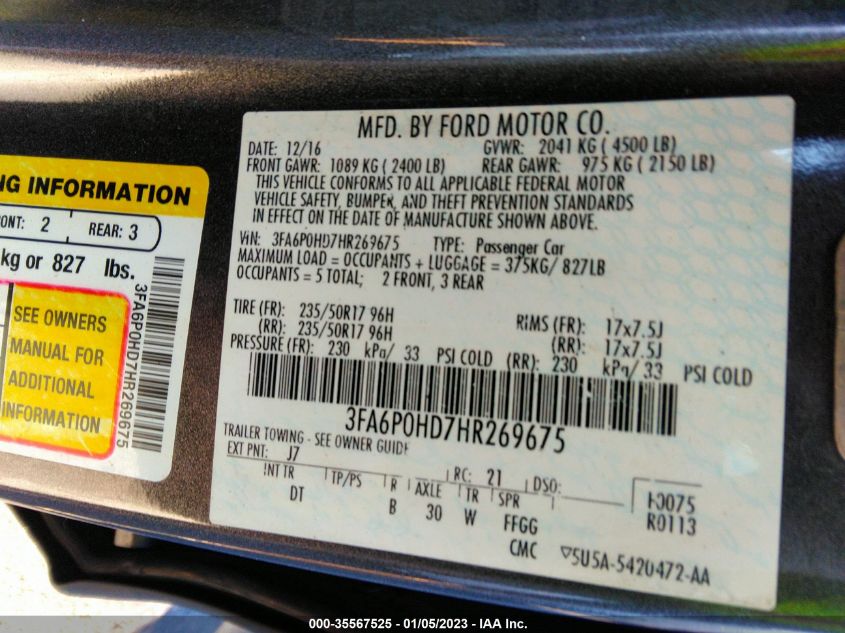 MFD. BY FORD MOTOR CO.
DATE: 12/16 GVWR: 2041 KG ( 4500 LB)
FRONT GAWR: 1089 KG ( 2400 LB) REAR GAWR: 975 KG ( 2150 LB)
THIS VEHICLE CONFORMS TO ALL APPLICABLE FEDERAL MOTOR
VEHICLE SAFETY, BUMPER, AND THEFT PREVENTION STANDARDS
IN EFFECT ON THE DATE OF MANUFACTURE SHOWN ABOVE.
VIN: 3FA6P0HD7HR269675 TYPE: Passenger Car
MAXIMUM LOAD = OCCUPANTS + LUGGAGE = 375KG/ 827LB
OCCUPANTS = 5 TOTAL; 2 FRONT, 3 REAR
TIRE (FR): 235/50R17 96H RIMS (FR): 17x7.5J
(RR): 235/50R17 96H (RR): 17x7.5J
PRESSURE (FR): 230 kPa/ 33 PSI COLD (RR): 230 kPa/ 33 PSI COLD
3FA6P0HD7HR269675
TRAILER TOWING - SEE OWNER GUIDE
EXT PNT: J7 RC: 21 DSO:
INT TR TP/PS R AXLE TR SPR
DT B 30 W FFGG
CMC
0075
R0113
5U5A-5420472-AA
NG INFORMATION
ONT: 2 REAR: 3
kg or 827 lbs.
SEE OWNERS
MANUAL FOR
ADDITIONAL
INFORMATION
3FA6P0HD7HR269675
000-35567525 - 01/05/2023 - IAA Inc.